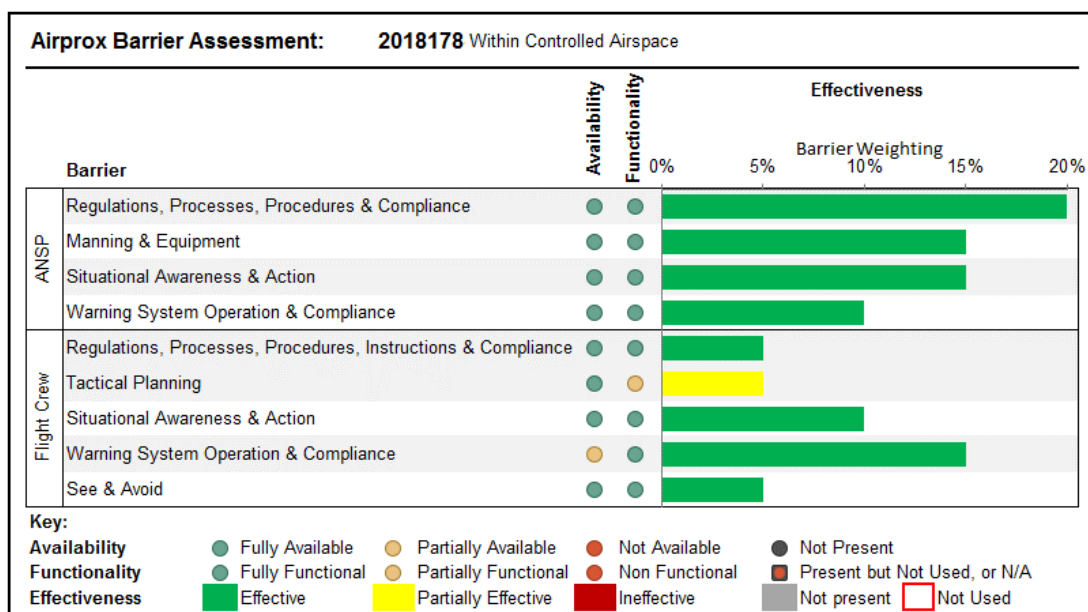 Airprox Barrier Assessment: 2018178 Within Controlled Airspace
Availability
Functionality
Effectiveness
Barrier Weighting
Barrier
0% 5% 10% 15% 20%
ANSP
Regulations, Processes, Procedures & Compliance
Manning & Equipment
Situational Awareness & Action
Warning System Operation & Compliance
Flight Crew
Regulations, Processes, Procedures, Instructions & Compliance
Tactical Planning
Situational Awareness & Action
Warning System Operation & Compliance
See & Avoid
Key:
Availability Fully Available Partially Available Not Available Not Present
Functionality Fully Functional Partially Functional Non Functional Present but Not Used, or N/A
Effectiveness Effective Partially Effective Ineffective Not present Not Used